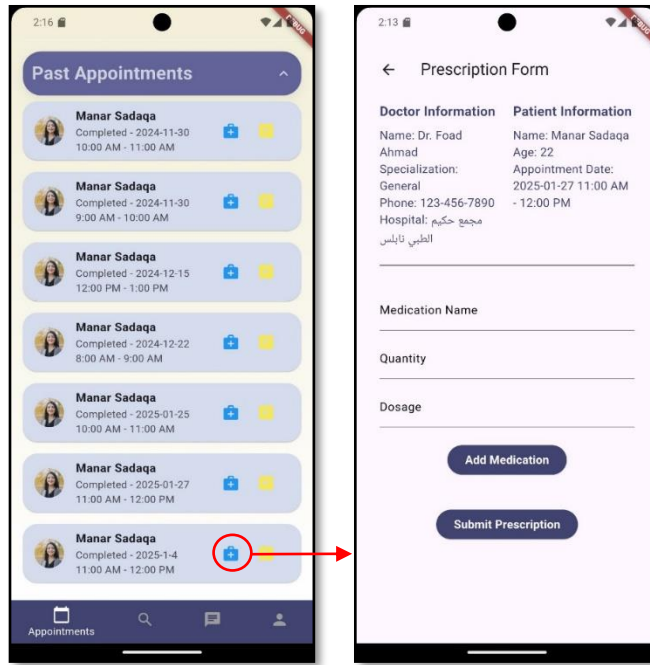 2:16
DEBUG
Past Appointments
Manar Sadaqa
Completed - 2024-11-30
10:00 AM - 11:00 AM
Manar Sadaqa
Completed - 2024-11-30
9:00 AM - 10:00 AM
Manar Sadaqa
Completed - 2024-12-15
12:00 PM - 1:00 PM
Manar Sadaqa
Completed - 2024-12-22
8:00 AM - 9:00 AM
Manar Sadaqa
Completed - 2025-01-25
10:00 AM - 11:00 AM
Manar Sadaqa
Completed - 2025-01-27
11:00 AM - 12:00 PM
Manar Sadaqa
Completed - 2025-1-4
11:00 AM - 12:00 PM
Appointments
2:13
Prescription Form
Doctor Information
Name: Dr. Foad
Ahmad
Specialization:
General
Phone: 123-456-7890
Hospital: مجمع حكيم
الطبي نابلس
Patient Information
Name: Manar Sadaqa
Age: 22
Appointment Date:
2025-01-27 11:00 AM
- 12:00 PM
Medication Name
Quantity
Dosage
Add Medication
Submit Prescription